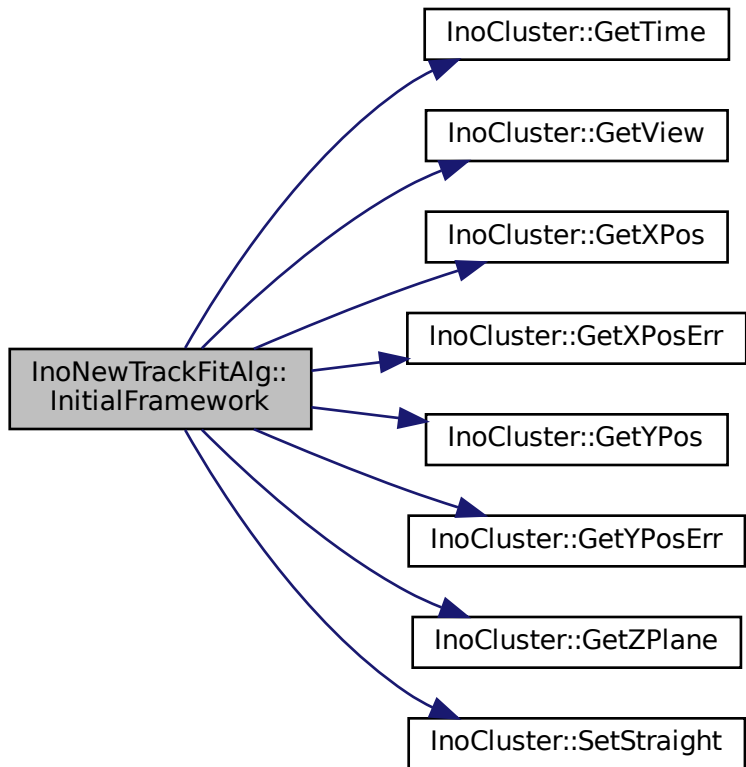 InoNewTrackFitAlg::
InitialFramework
InoCluster::GetTime
InoCluster::GetView
InoCluster::GetXPos
InoCluster::GetXPosErr
InoCluster::GetYPos
InoCluster::GetYPosErr
InoCluster::GetZPlane
InoCluster::SetStraight